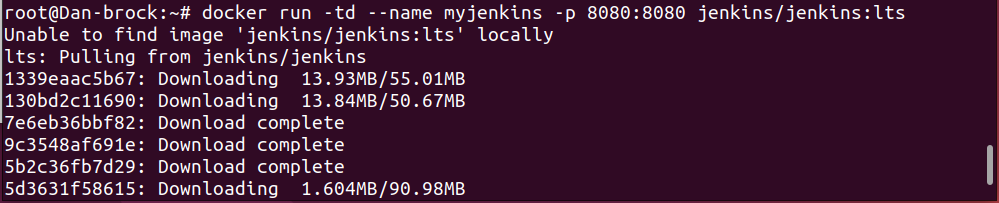 root@Dan-brock:~# docker run -td --name myjenkins -p 8080:8080 jenkins/jenkins:lts
Unable to find image 'jenkins/jenkins:lts' locally
lts: Pulling from jenkins/jenkins
1339eaac5b67: Downloading  13.93MB/55.01MB
130bd2c11690: Downloading  13.84MB/50.67MB
7e6eb36bbf82: Download complete
9c3548af691e: Download complete
5b2c36fb7d29: Download complete
5d3631f58615: Downloading  1.604MB/90.98MB